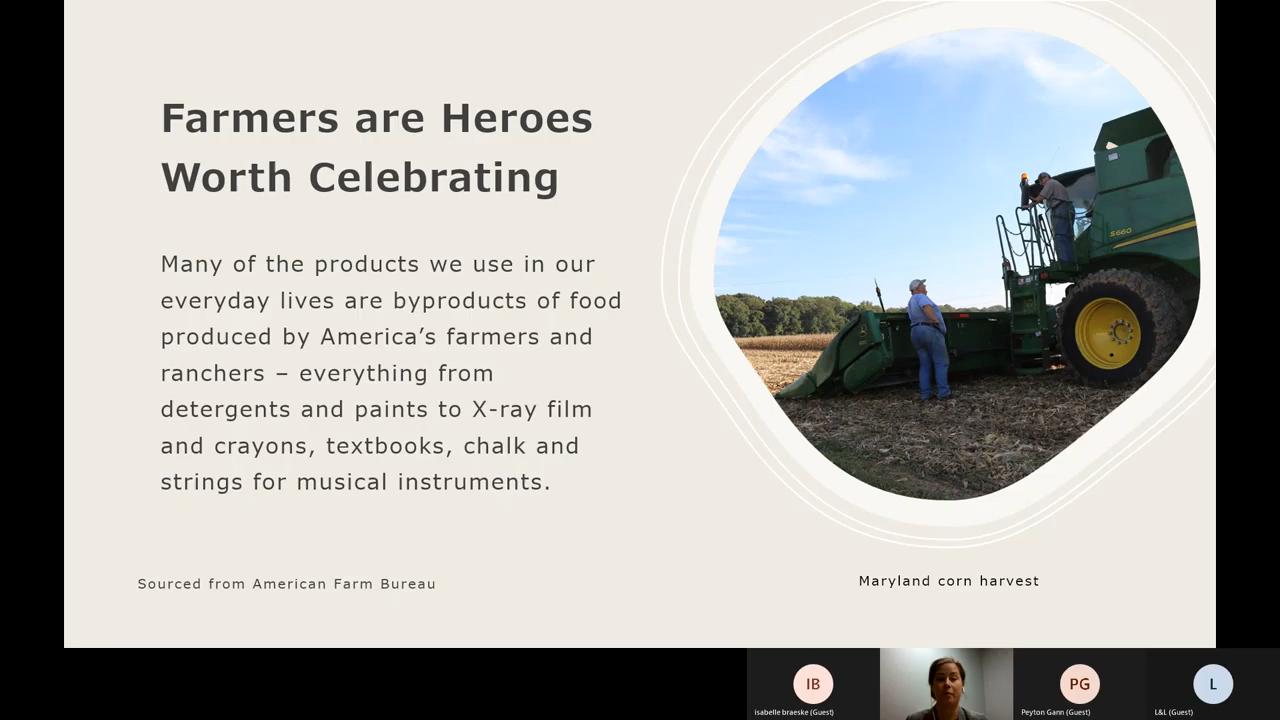 Farmers are Heroes
Worth Celebrating
Many of the products we use in our
everyday lives are byproducts of food
produced by America’s farmers and
ranchers – everything from
detergents and paints to X-ray film
and crayons, textbooks, chalk and
strings for musical instruments.
S660
Sourced from American Farm Bureau
Maryland corn harvest
IB
PG
L
isabelle braeske (Guest)
Peyton Gann (Guest)
L&L (Guest)